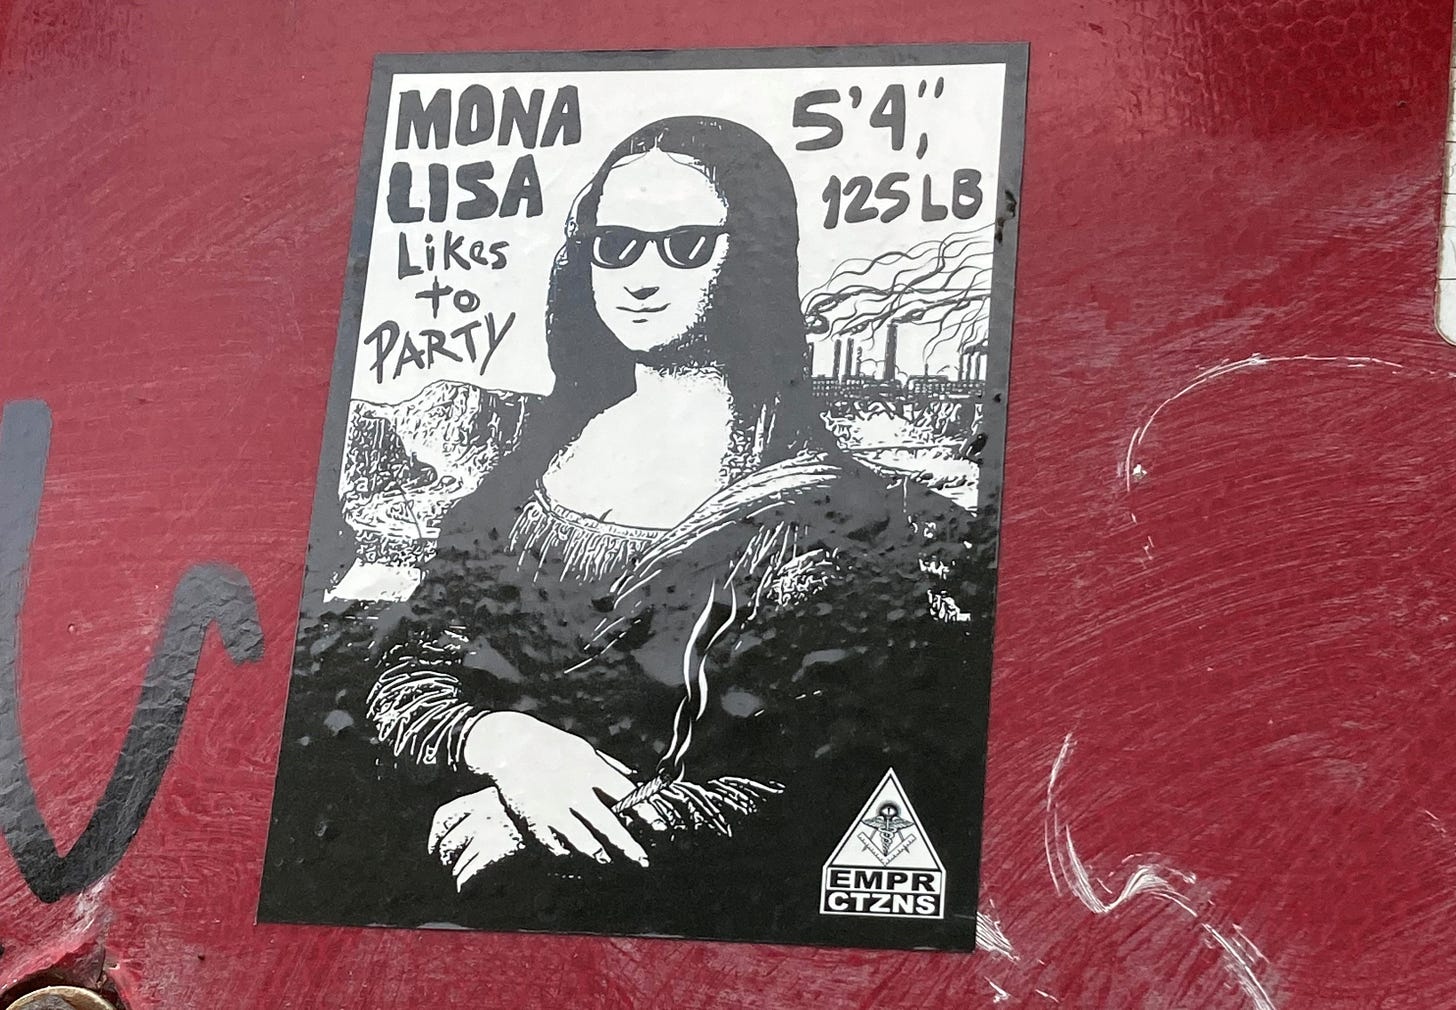 MONA
LISA
Likes
to
PARTY
5'4",
125 LB
EMPR
CTZNS